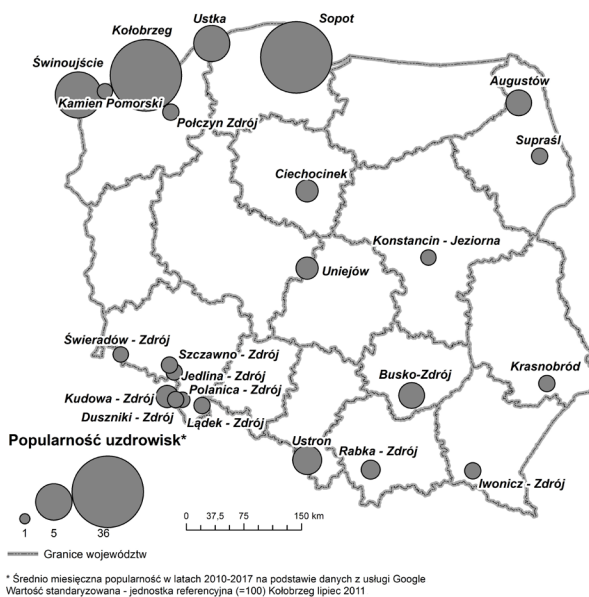 Ustka
Sopot
Kołobrzeg
Świnoujście
Augustów
Kamien Pomorski
Połczyn Zdrój
Supraśl
Ciechocinek
Konstancin - Jeziorna
Uniejów
Świeradów - Zdrój
Szczawno - Zdrój
Jedlina - Zdrój
Krasnobród
Busko-Zdrój
Polanica - Zdrój
Kudowa - Zdrój
Duszniki - Zdrój
Lądek - Zdrój
Ustron
Rabka - Zdrój
Iwonicz - Zdrój
Popularność uzdrowisk*
1 5 36
0 37,5 75 150 km
Granice województw
* Średnio miesięczna popularność w latach 2010-2017 na podstawie danych z usługi Google
Wartość standaryzowana - jednostka referencyjna (=100) Kołobrzeg lipiec 2011